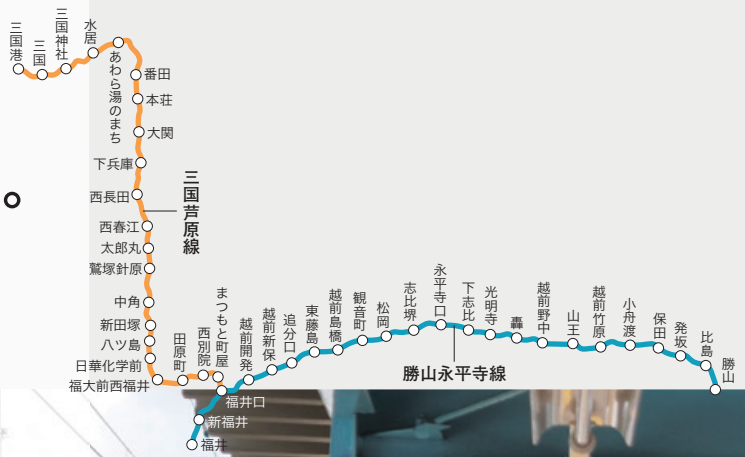 三国港
三国
三国神社
水居
あわら湯のまち
番田
本荘
大関
下兵庫
西長田
三国芦原線
西春江
太郎丸
鷲塚針原
中角
新田塚
八ツ島
日華化学前
福大前西福井
田原町
西別院
まつもと町屋
福井口
新福井
福井
越前開発
越前新保
追分口
東藤島
越前島橋
観音町
松岡
志比堺
永平寺口
下志比
光明寺
轟
越前野中
山王
越前竹原
小舟渡
保田
発坂
比島
勝山
勝山永平寺線